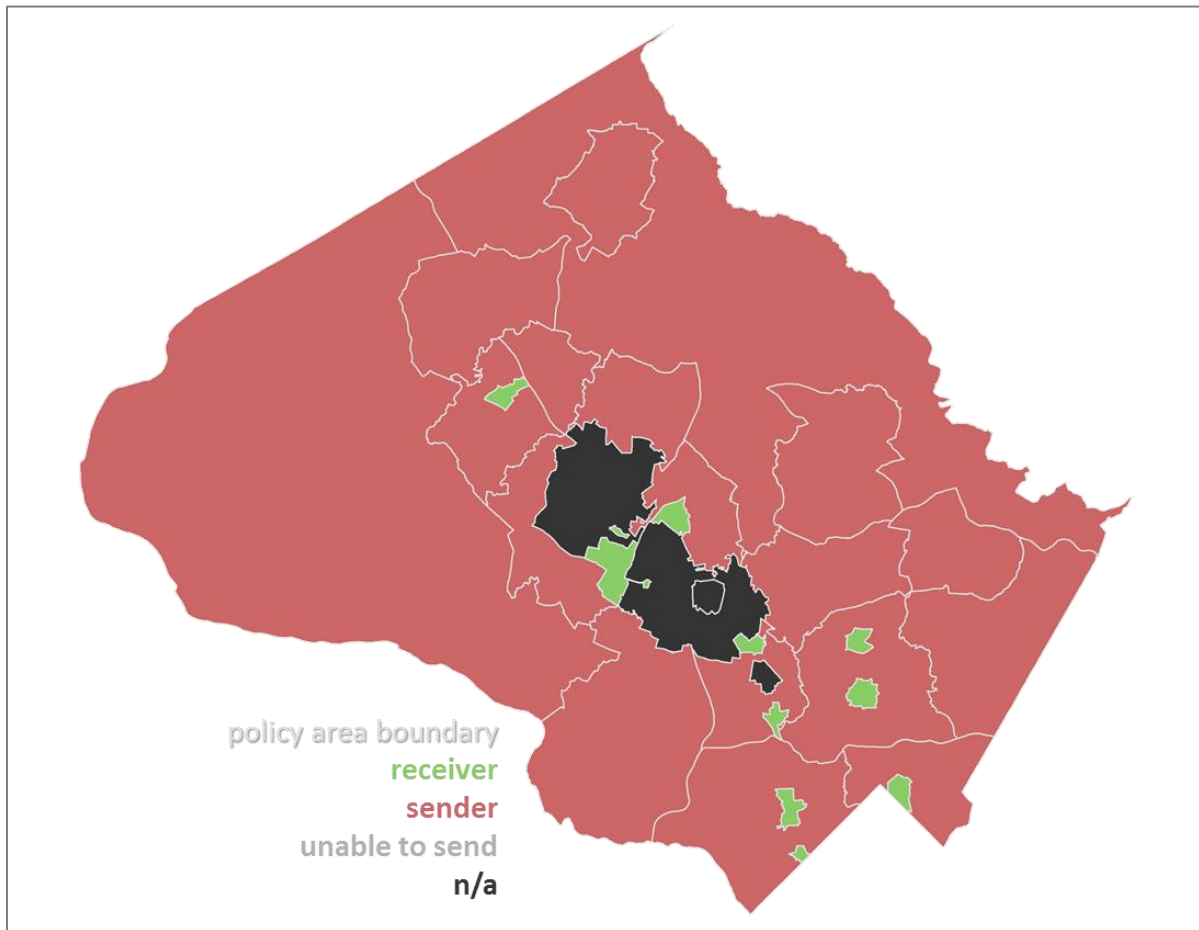 policy area boundary
receiver
sender
unable to send
n/a